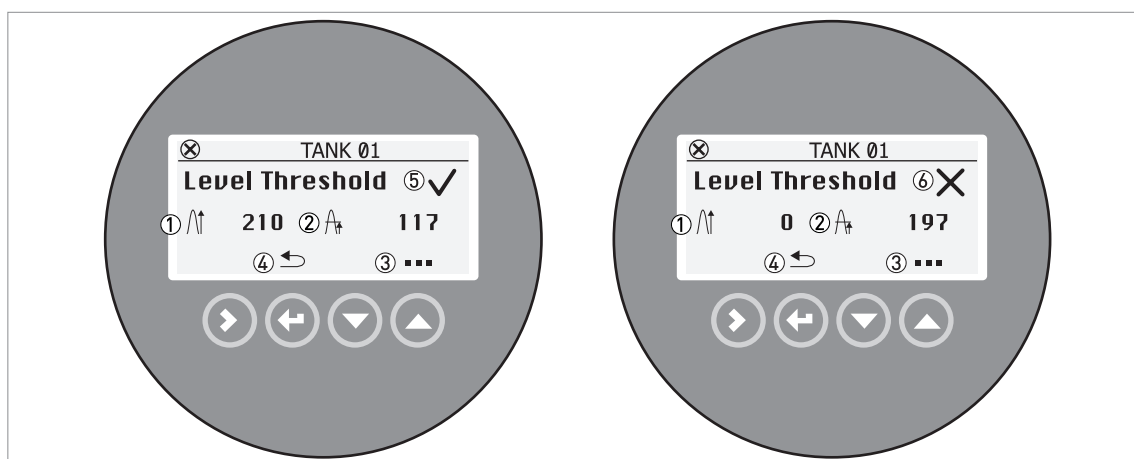 TANK 01
Level Threshold ⑤
① 210 ② 117
④ ③
TANK 01
Level Threshold ⑥
① 0 ② 197
④ ③